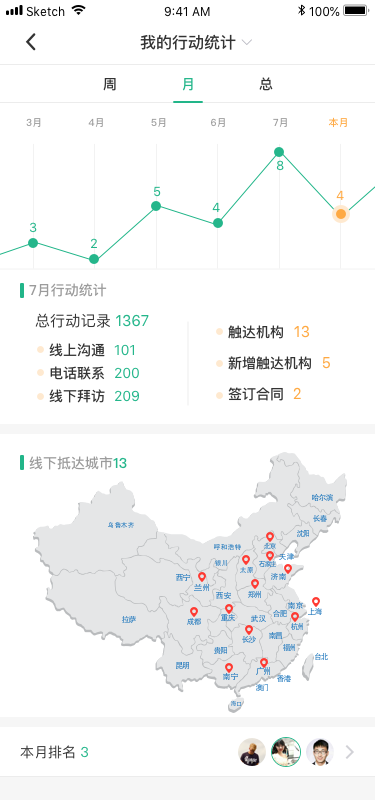 Sketch 9:41 AM 100%
我的行动统计
周 月 总
3月 4月 5月 6月 7月 本月
3 2 5 4 8 4
7月行动统计
总行动记录 1367
线上沟通 101
电话联系 200
线下拜访 209
触达机构 13
新增触达机构 5
签订合同 2
线下抵达城市13
哈尔滨
长春
乌鲁木齐
沈阳
呼和浩特
北京
天津
银川
太原
石家庄
济南
西宁
兰州
郑州
西安
南京
上海
合肥
拉萨
成都
重庆
武汉
杭州
长沙
南昌
贵阳
福州
台北
昆明
南宁
广州
香港
澳门
海口
本月排名 3